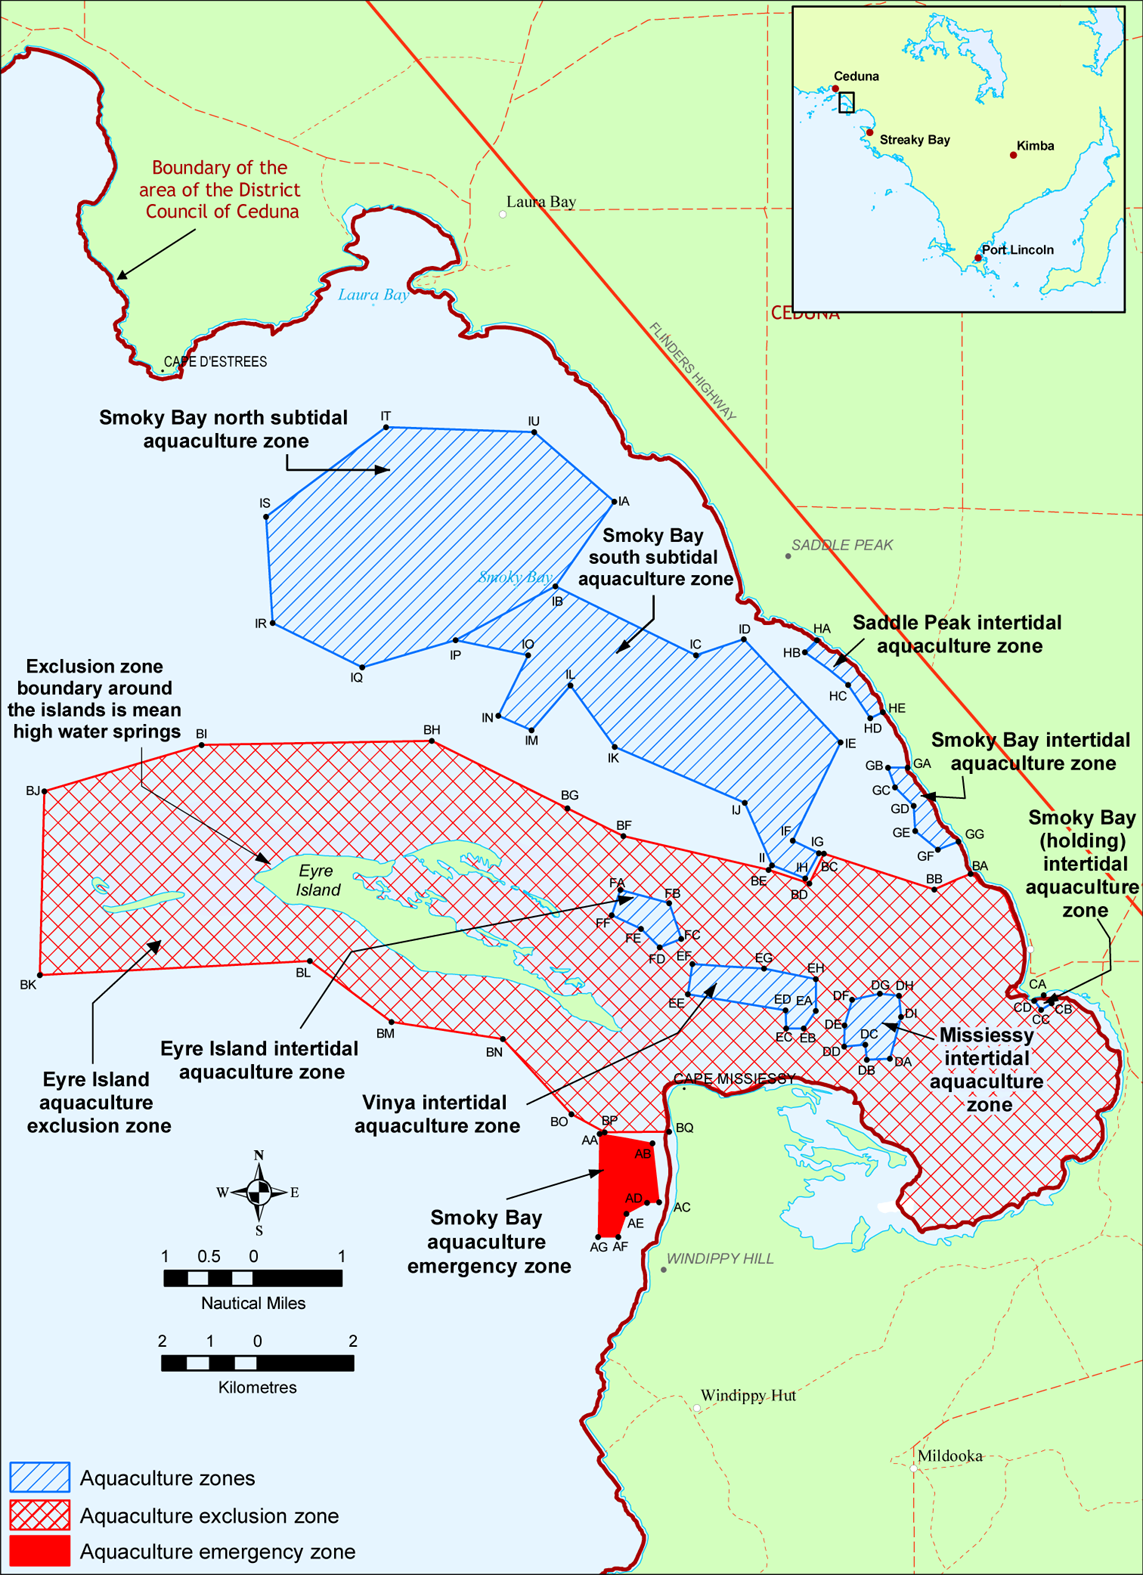 Ceduna
Streaky Bay
Kimba
Port Lincoln
CEDUNA
Boundary of the
area of the District
Council of Ceduna
Laura Bay
Laura Bay
CAPE D'ESTREES
FLINDERS HIGHWAY
Smoky Bay north subtidal
aquaculture zone
IT
IU
IS
IA
Smoky Bay
south subtidal
aquaculture zone
SADDLE PEAK
Smoky Bay
IB
IR
IP
IO
IC
ID
IQ
IL
IN
IM
IK
IE
IJ
IF
IG
II
IH
HA
HB
HC
HE
HD
Saddle Peak intertidal
aquaculture zone
Exclusion zone
boundary around
the islands is mean
high water springs
Smoky Bay intertidal
aquaculture zone
GB
GA
GC
GD
GE
GG
GF
Smoky Bay
(holding)
intertidal
aquaculture
zone
BI
BH
BJ
BG
BF
BE
BD
BC
BB
BA
Eyre
Island
FA
FB
FF
FE
FC
FD
EF
EG
EH
EE
ED
EA
EC
EB
DF
DG
DH
DI
DE
DC
DD
DB
DA
CA
CD
CB
CC
BK
BL
BM
BN
Missiessy
intertidal
aquaculture
zone
Eyre Island intertidal
aquaculture zone
Eyre Island
aquaculture
exclusion zone
Vinya intertidal
aquaculture zone
CAPE MISSIESSY
BO
BP
BQ
AA
AB
AD
AC
AE
AG
AF
Smoky Bay
aquaculture
emergency zone
WINDIPPY HILL
N
W
E
S
1 0.5 0 1
Nautical Miles
2 1 0 2
Kilometres
Windippy Hut
Mildooka
Aquaculture zones
Aquaculture exclusion zone
Aquaculture emergency zone